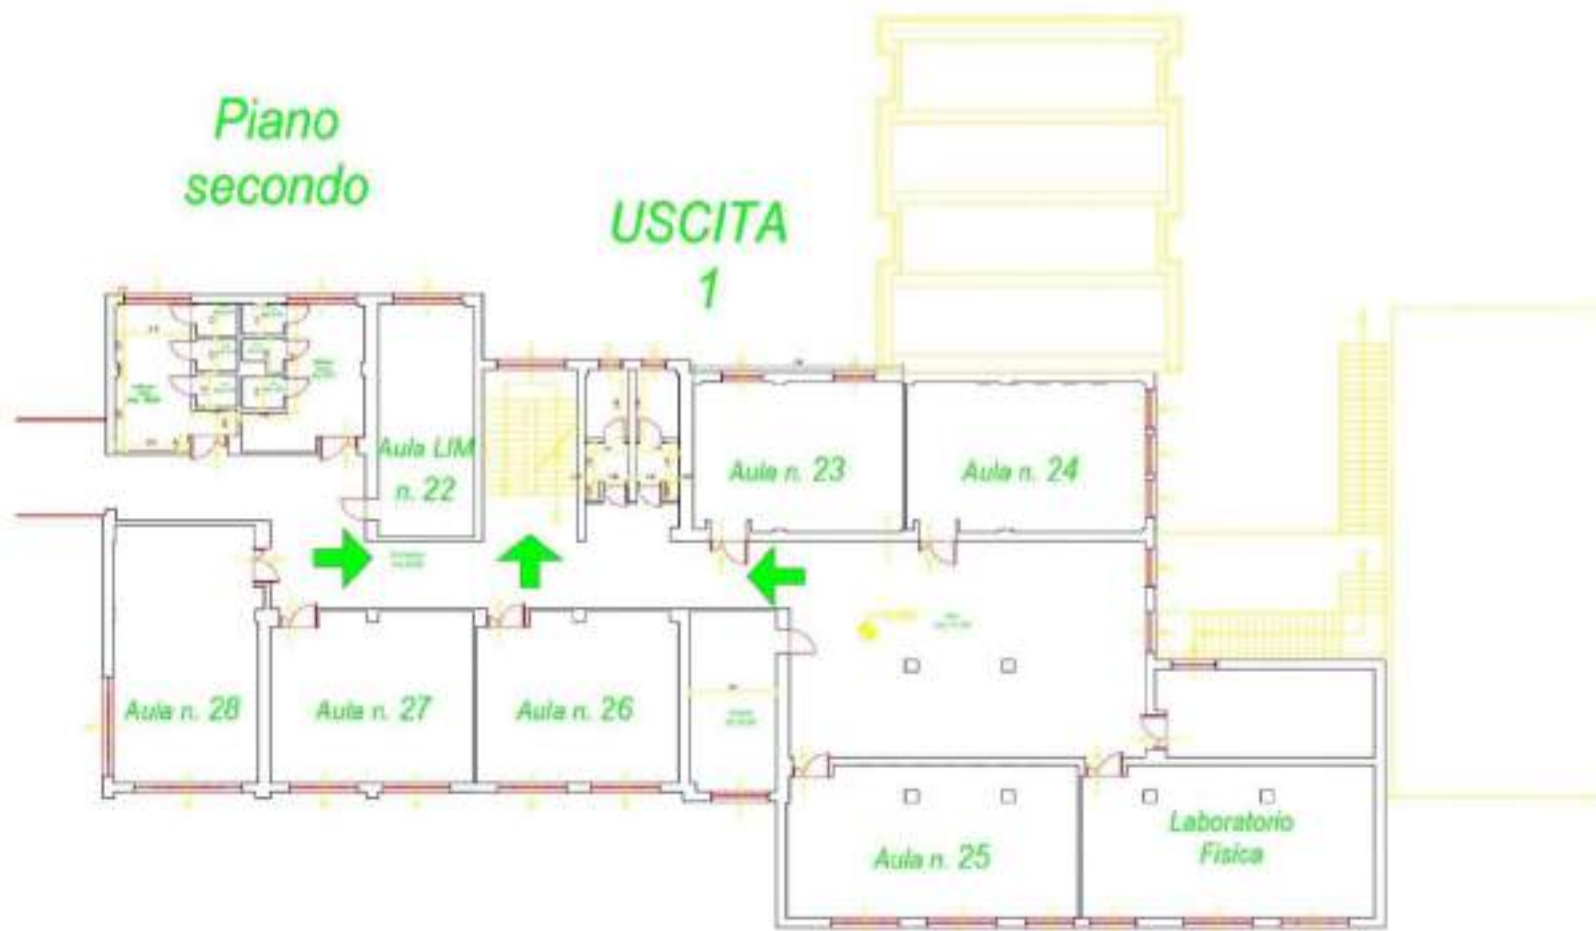 Piano
secondo
USCITA
1
Aula LIM
n. 22
Aula n. 23
Aula n. 24
Aula n. 28
Aula n. 27
Aula n. 26
Aula n. 25
Laboratorio
Fisica